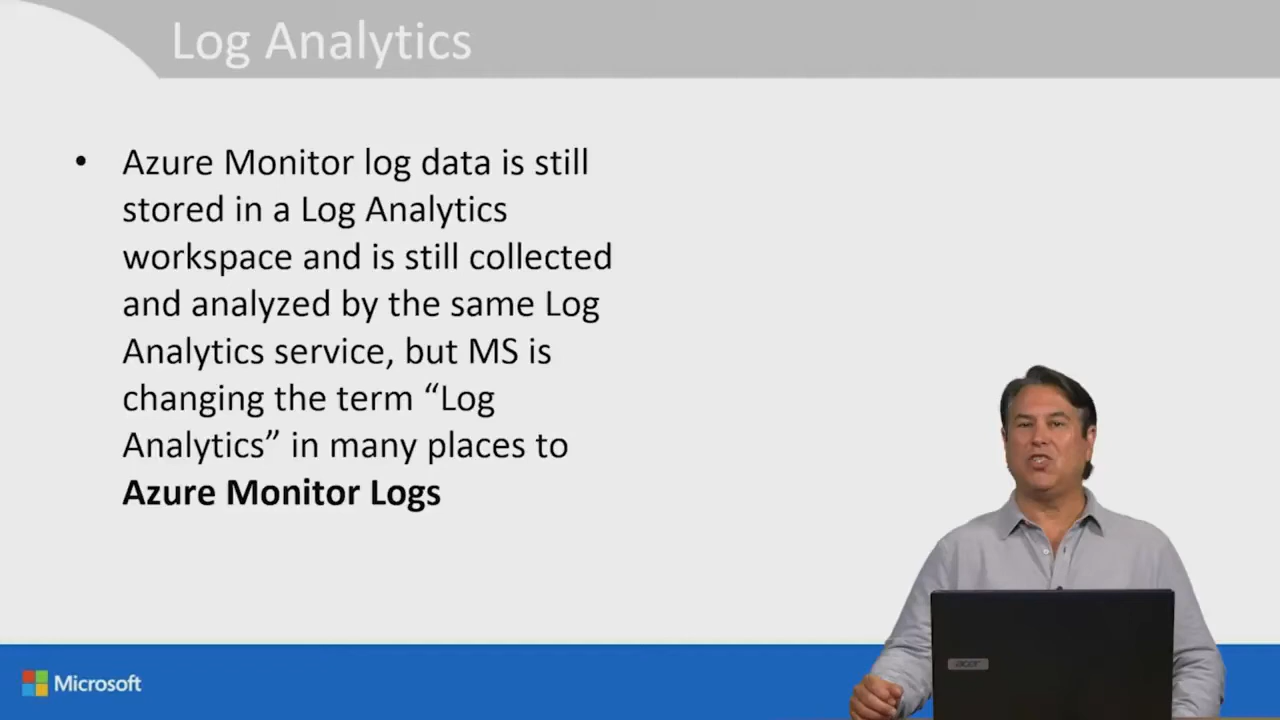 Log Analytics
• Azure Monitor log data is still
stored in a Log Analytics
workspace and is still collected
and analyzed by the same Log
Analytics service, but MS is
changing the term “Log
Analytics” in many places to
Azure Monitor Logs
acer
Microsoft